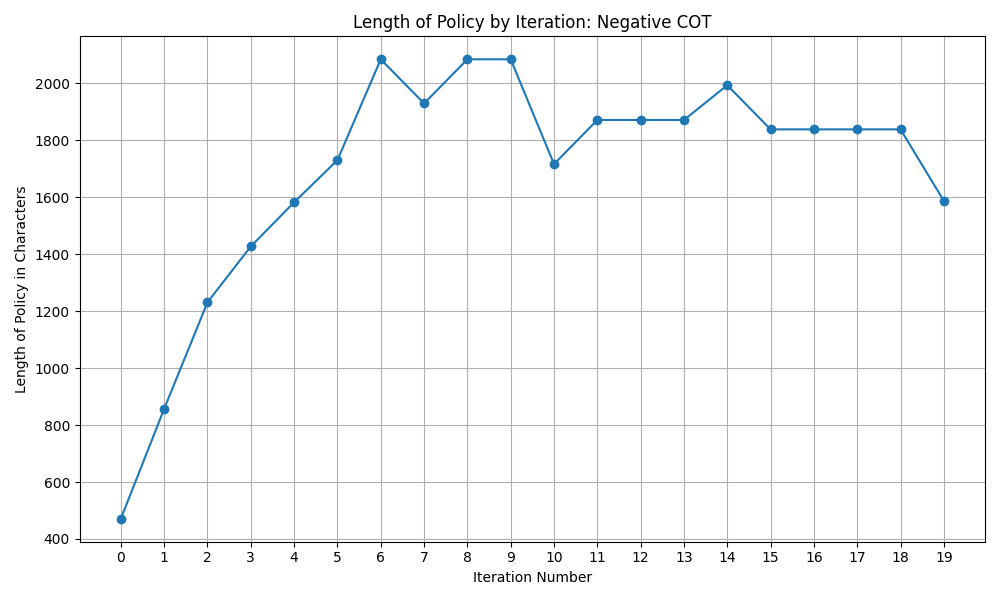 Length of Policy by Iteration: Negative COT
Length of Policy in Characters
2000
1800
1600
1400
1200
1000
800
600
400
0 1 2 3 4 5 6 7 8 9 10 11 12 13 14 15 16 17 18 19
Iteration Number